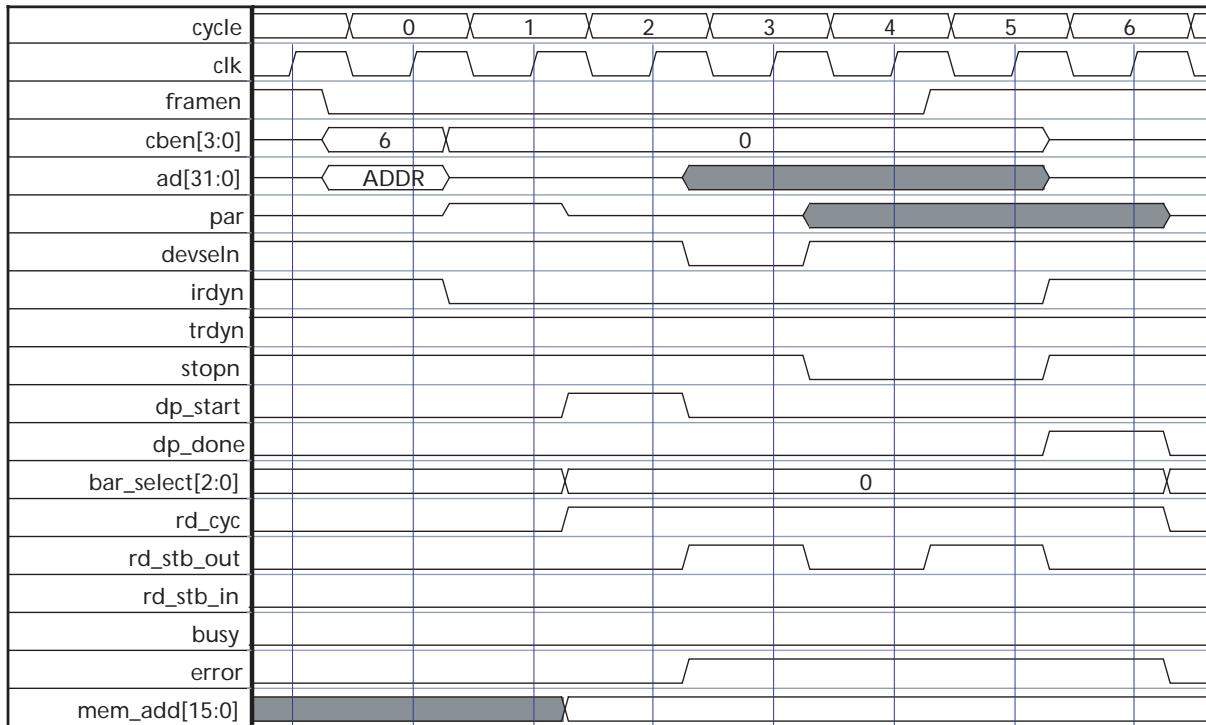 cycle 0 1 2 3 4 5 6
clk
framen
cben[3:0] 6 0
ad[31:0] ADDR
par
devseln
irdyn
trdyn
stopn
dp_start
dp_done
bar_select[2:0] 0
rd_cyc
rd_stb_out
rd_stb_in
busy
error
mem_add[15:0]